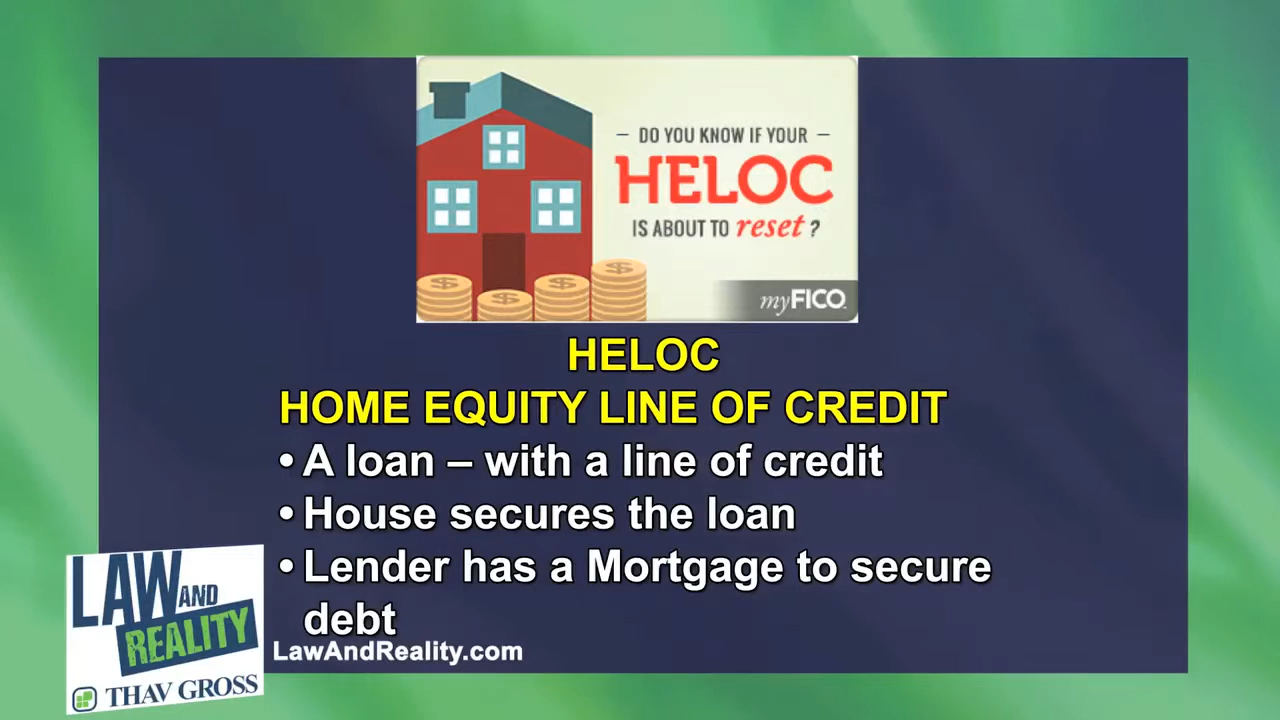 – DO YOU KNOW IF YOUR –
HELOC
IS ABOUT TO reset?
myFICO
HELOC
HOME EQUITY LINE OF CREDIT
• A loan – with a line of credit
• House secures the loan
• Lender has a Mortgage to secure
debt
LAW AND
REALITY
THAV GROSS
LawAndReality.com